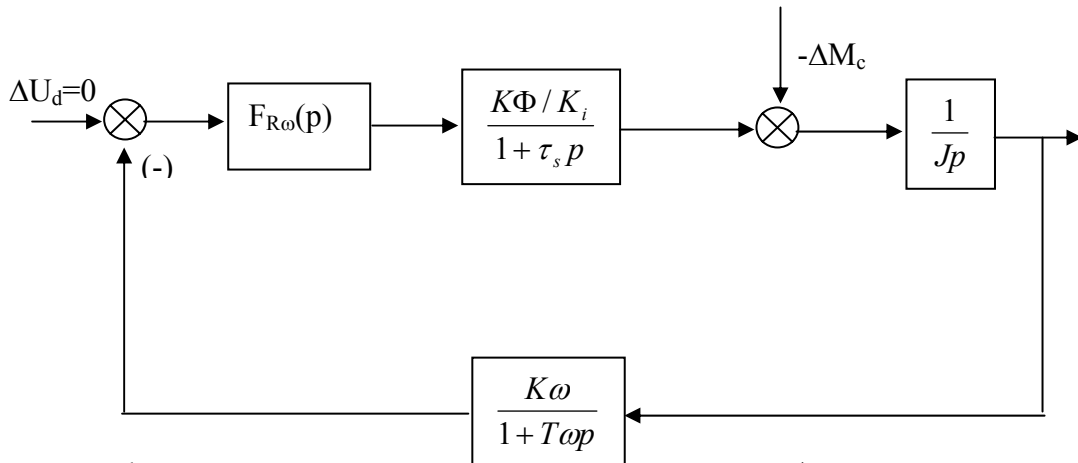 -ΔM_c
ΔU_d=0
F_Rω(p)
KΦ / K_i
1 + τ_s p
1
Jp
(-)
Kω
1 + Tωp